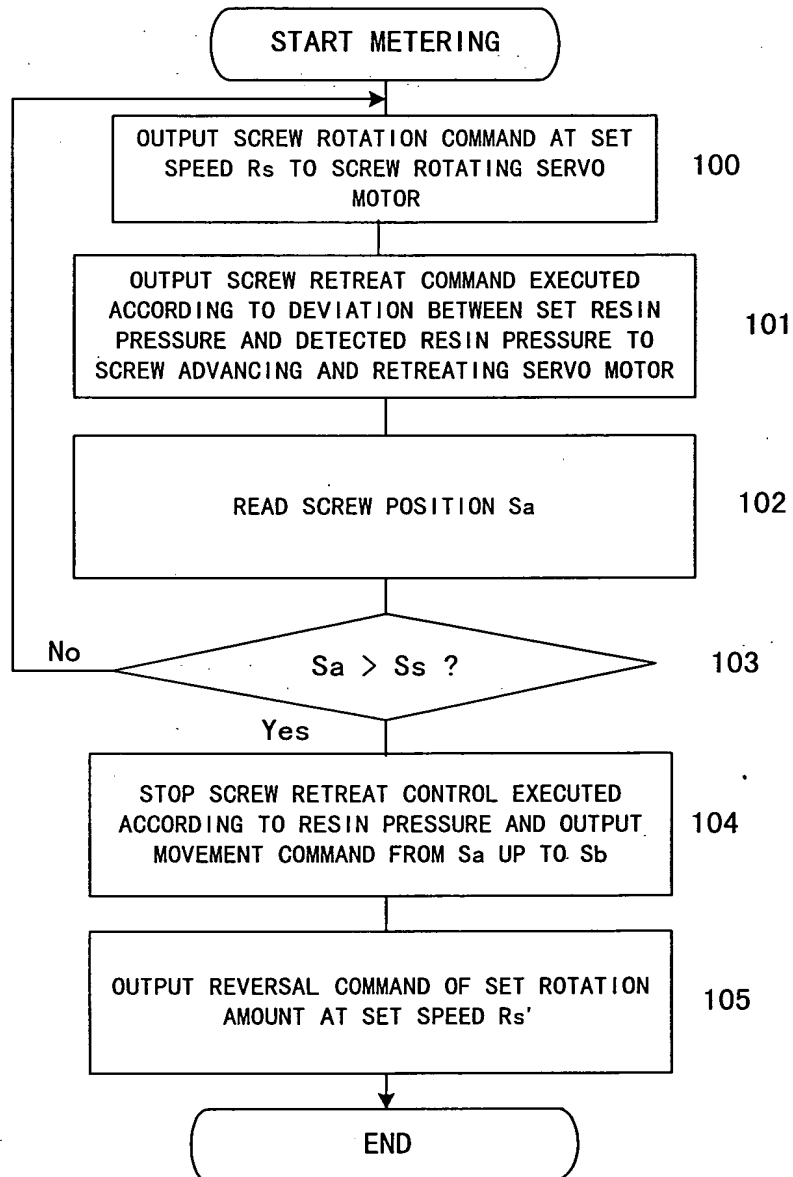 START METERING
OUTPUT SCREW ROTATION COMMAND AT SET
SPEED Rs TO SCREW ROTATING SERVO
MOTOR
100
OUTPUT SCREW RETREAT COMMAND EXECUTED
ACCORDING TO DEVIATION BETWEEN SET RESIN
PRESSURE AND DETECTED RESIN PRESSURE TO
SCREW ADVANCING AND RETREATING SERVO MOTOR
101
READ SCREW POSITION Sa
102
No
Sa > Ss ?
103
Yes
STOP SCREW RETREAT CONTROL EXECUTED
ACCORDING TO RESIN PRESSURE AND OUTPUT
MOVEMENT COMMAND FROM Sa UP TO Sb
104
OUTPUT REVERSAL COMMAND OF SET ROTATION
AMOUNT AT SET SPEED Rs'
105
END